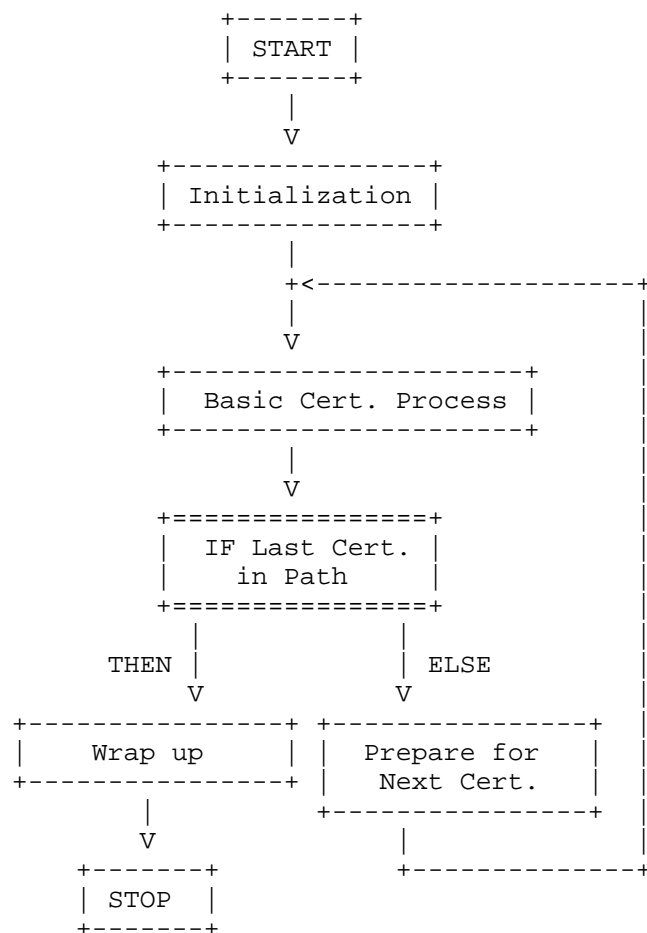 START
Initialization
Basic Cert. Process
IF Last Cert.
in Path
THEN ELSE
Wrap up Prepare for
Next Cert.
STOP